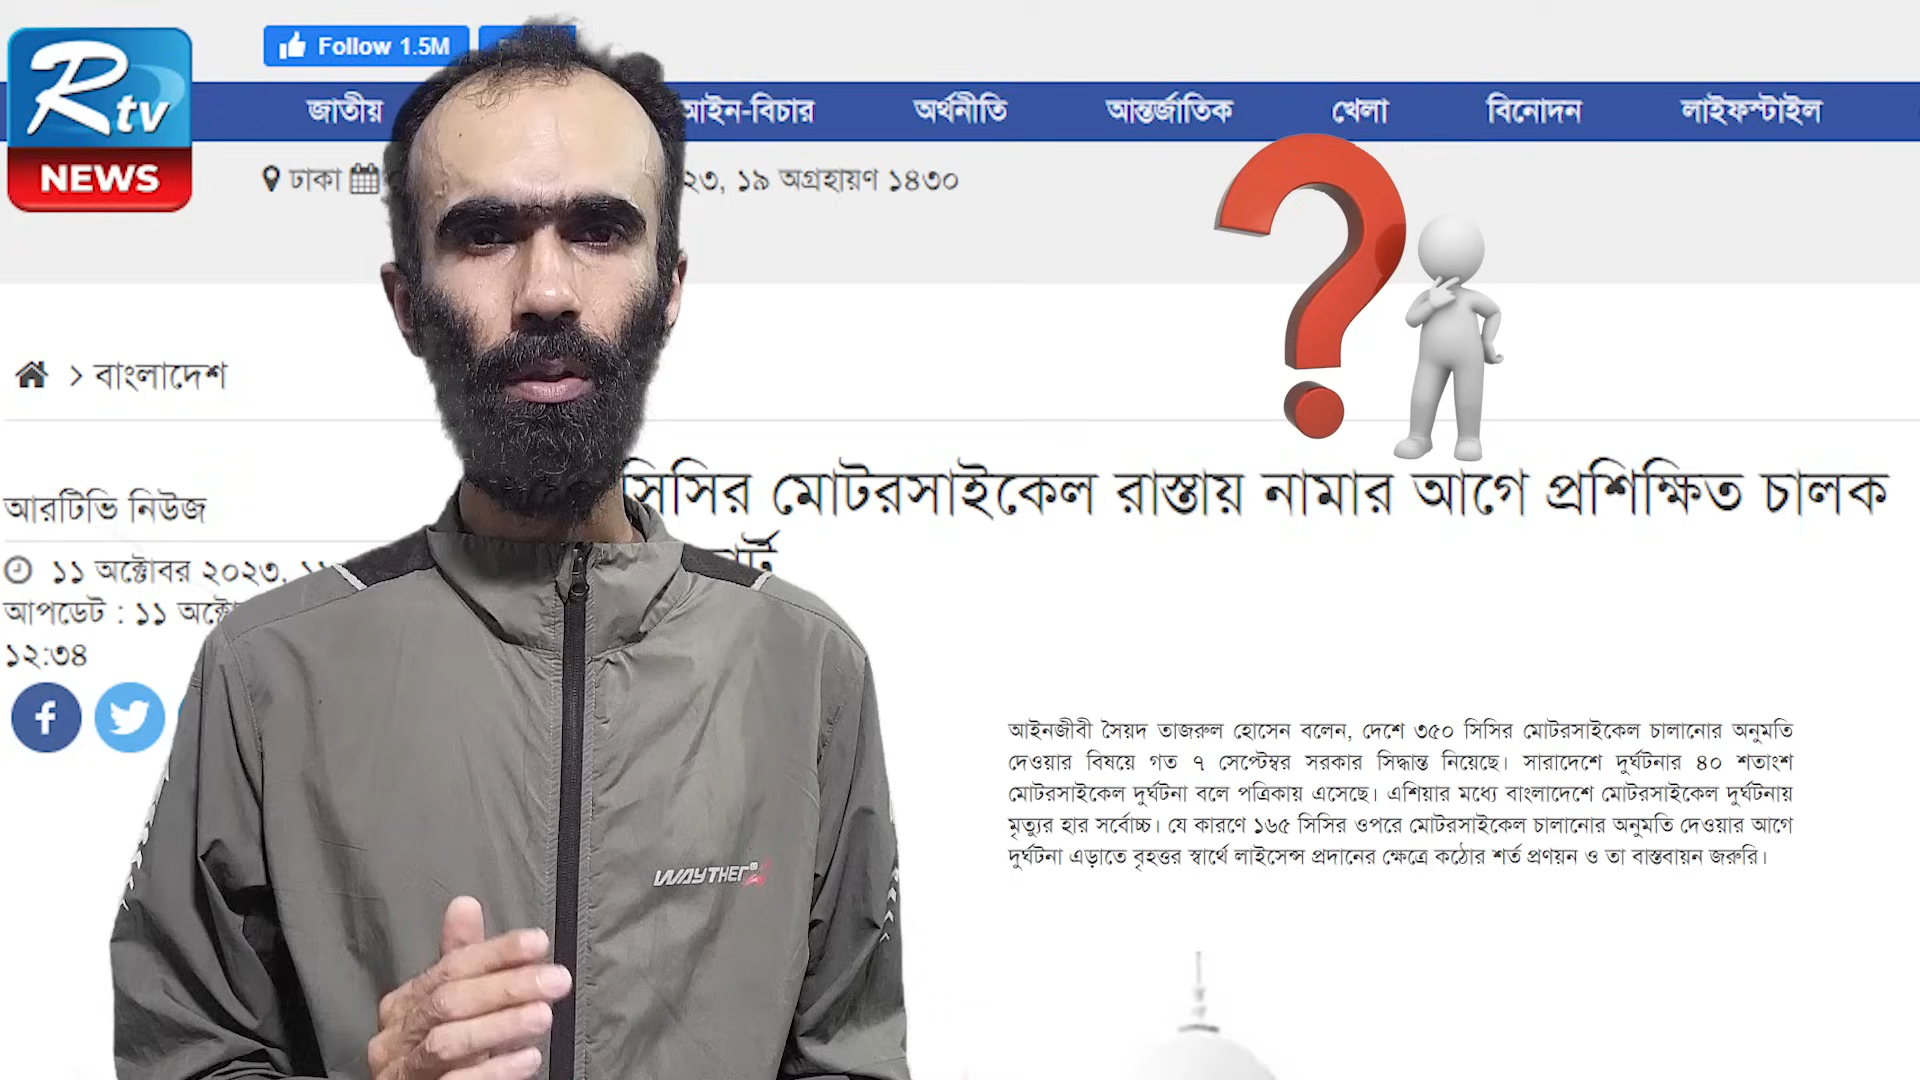 Rtv
NEWS
Follow 1.5M
জাতীয় আইন-বিচার অর্থনীতি আন্তর্জাতিক খেলা বিনোদন লাইফস্টাইল
ঢাকা ২৩, ১৯ অগ্রহায়ণ ১৪৩০
> বাংলাদেশ
সিসির মোটরসাইকেল রাস্তায় নামার আগে প্রশিক্ষিত চালক
আরটিভি নিউজ
১১ অক্টোবর ২০২৩,
আপডেট : ১১
১২:৩৪
আইনজীবী সৈয়দ তাজরুল হোসেন বলেন, দেশে ৩৫০ সিসির মোটরসাইকেল চালানোর অনুমতি
দেওয়ার বিষয়ে গত ৭ সেপ্টেম্বর সরকার সিদ্ধান্ত নিয়েছে। সারাদেশে দুর্ঘটনার ৪০ শতাংশ
মোটরসাইকেল দুর্ঘটনা বলে পত্রিকায় এসেছে। এশিয়ার মধ্যে বাংলাদেশে মোটরসাইকেল দুর্ঘটনায়
মৃত্যুর হার সর্বোচ্চ। যে কারণে ১৬৫ সিসির ওপরে মোটরসাইকেল চালানোর অনুমতি দেওয়ার আগে
দুর্ঘটনা এড়াতে বৃহত্তর স্বার্থে লাইসেন্স প্রদানের ক্ষেত্রে কঠোর শর্ত প্রণয়ন ও তা বাস্তবায়ন জরুরি।